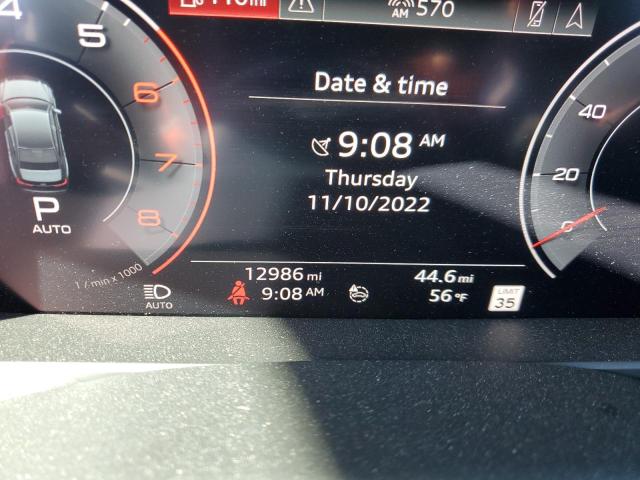 AM 570
Date & time
9:08 AM
Thursday
11/10/2022
4 5 6 7 8
1/min x 1000
P
AUTO
40
20
0
12986 mi
44.6 mi
AUTO
9:08 AM
56 °F
LIMIT
35